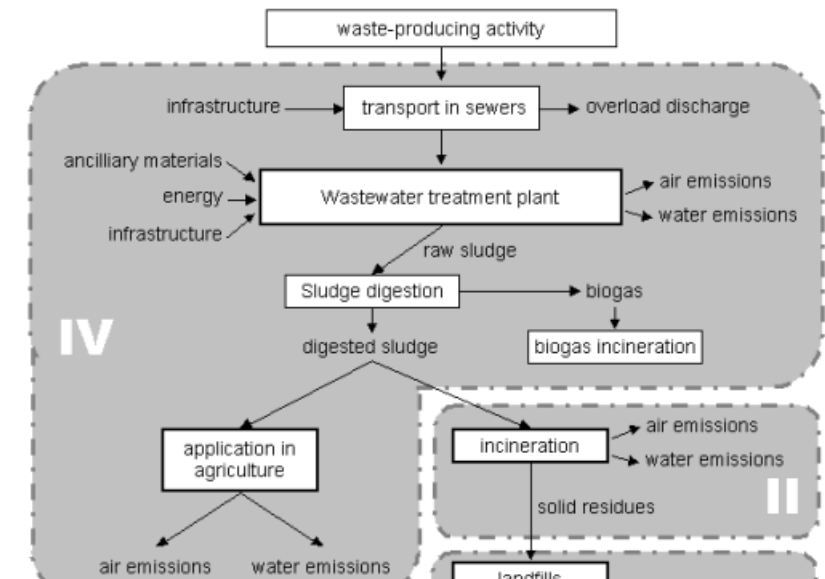 waste-producing activity
infrastructure
transport in sewers
overload discharge
ancilliary materials
energy
infrastructure
Wastewater treatment plant
air emissions
water emissions
raw sludge
Sludge digestion
biogas
IV
digested sludge
biogas incineration
application in
agriculture
incineration
air emissions
water emissions
II
solid residues
air emissions
water emissions
landfills